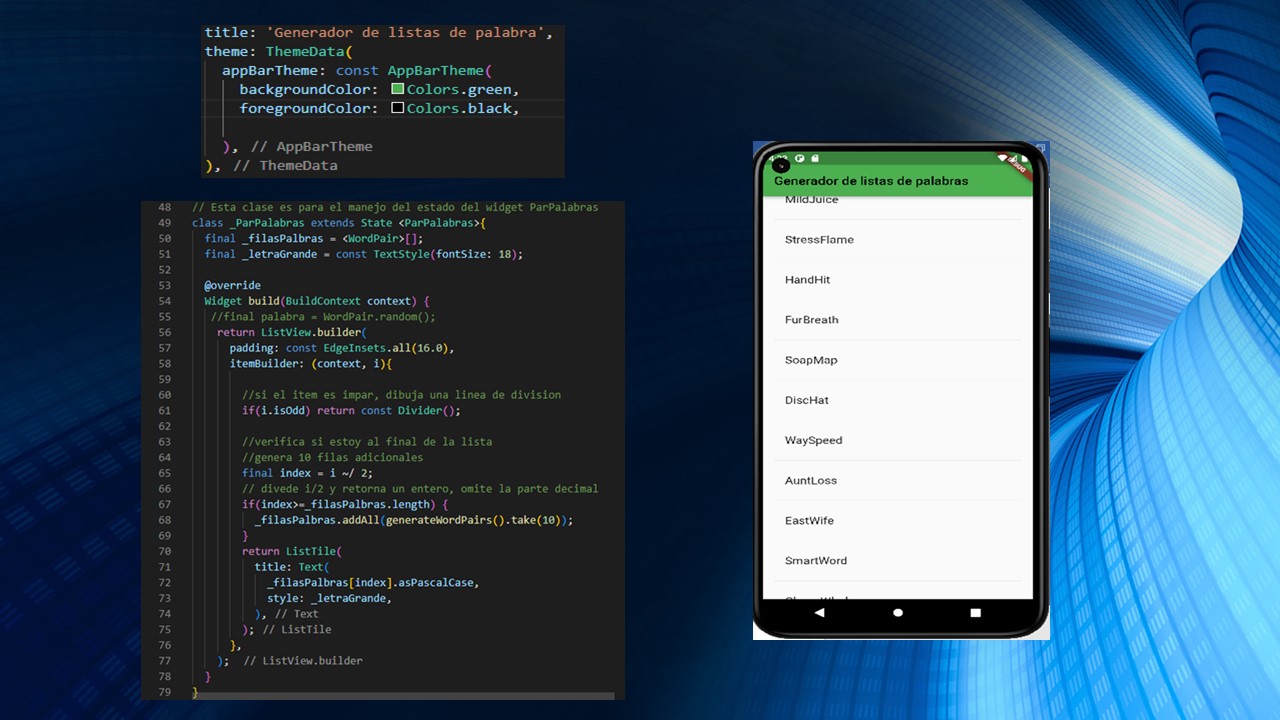 title: 'Generador de listas de palabra',
theme: ThemeData(
appBarTheme: const AppBarTheme(
backgroundColor: Colors.green,
foregroundColor: Colors.black,
), // AppBarTheme
), // ThemeData
48 // Esta clase es para el manejo del estado del widget ParPalabras
49 class _ParPalabras extends State <ParPalabras>{
50 final _filasPalbras = <WordPair>[];
51 final _letraGrande = const TextStyle(fontSize: 18);
52
53 @override
54 Widget build(BuildContext context) {
55 //final palabra = WordPair.random();
56 return ListView.builder(
57 padding: const EdgeInsets.all(16.0),
58 itemBuilder: (context, i){
59
60 //si el item es impar, dibuja una linea de division
61 if(i.isOdd) return const Divider();
62
63 //verifica si estoy al final de la lista
64 //genera 10 filas adicionales
65 final index = i ~/ 2;
66 // divede i/2 y retorna un entero, omite la parte decimal
67 if(index>=_filasPalbras.length) {
68 _filasPalbras.addAll(generateWordPairs().take(10));
69 }
70 return ListTile(
71 title: Text(
72 _filasPalbras[index].asPascalCase,
73 style: _letraGrande,
74 ), // Text
75 ); // ListTile
76 },
77 ); // ListView.builder
78 }
79 }
Generador de listas de palabras
MildJuice
StressFlame
HandHit
FurBreath
SoapMap
DiscHat
WaySpeed
AuntLoss
EastWife
SmartWord